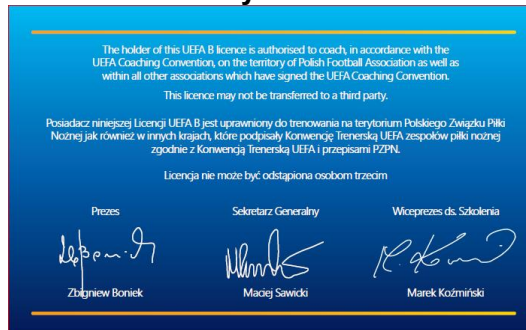 The holder of this UEFA B licence is authorised to coach, in accordance with the
UEFA Coaching Convention, on the territory of Polish Football Association as well as
within all other associations which have signed the UEFA Coaching Convention.
This licence may not be transferred to a third party.
Posiadacz niniejszej Licencji UEFA B jest uprawniony do trenowania na terytorium Polskiego Związku Piłki
Nożnej jak również w innych krajach, które podpisały Konwencję Trenerską UEFA zespołów piłki nożnej
zgodnie z Konwencją Trenerską UEFA i przepisami PZPN.
Licencja nie może być odstąpiona osobom trzecim
Prezes Sekretarz Generalny Wiceprezes ds. Szkolenia
Zbigniew Boniek Maciej Sawicki Marek Koźmiński